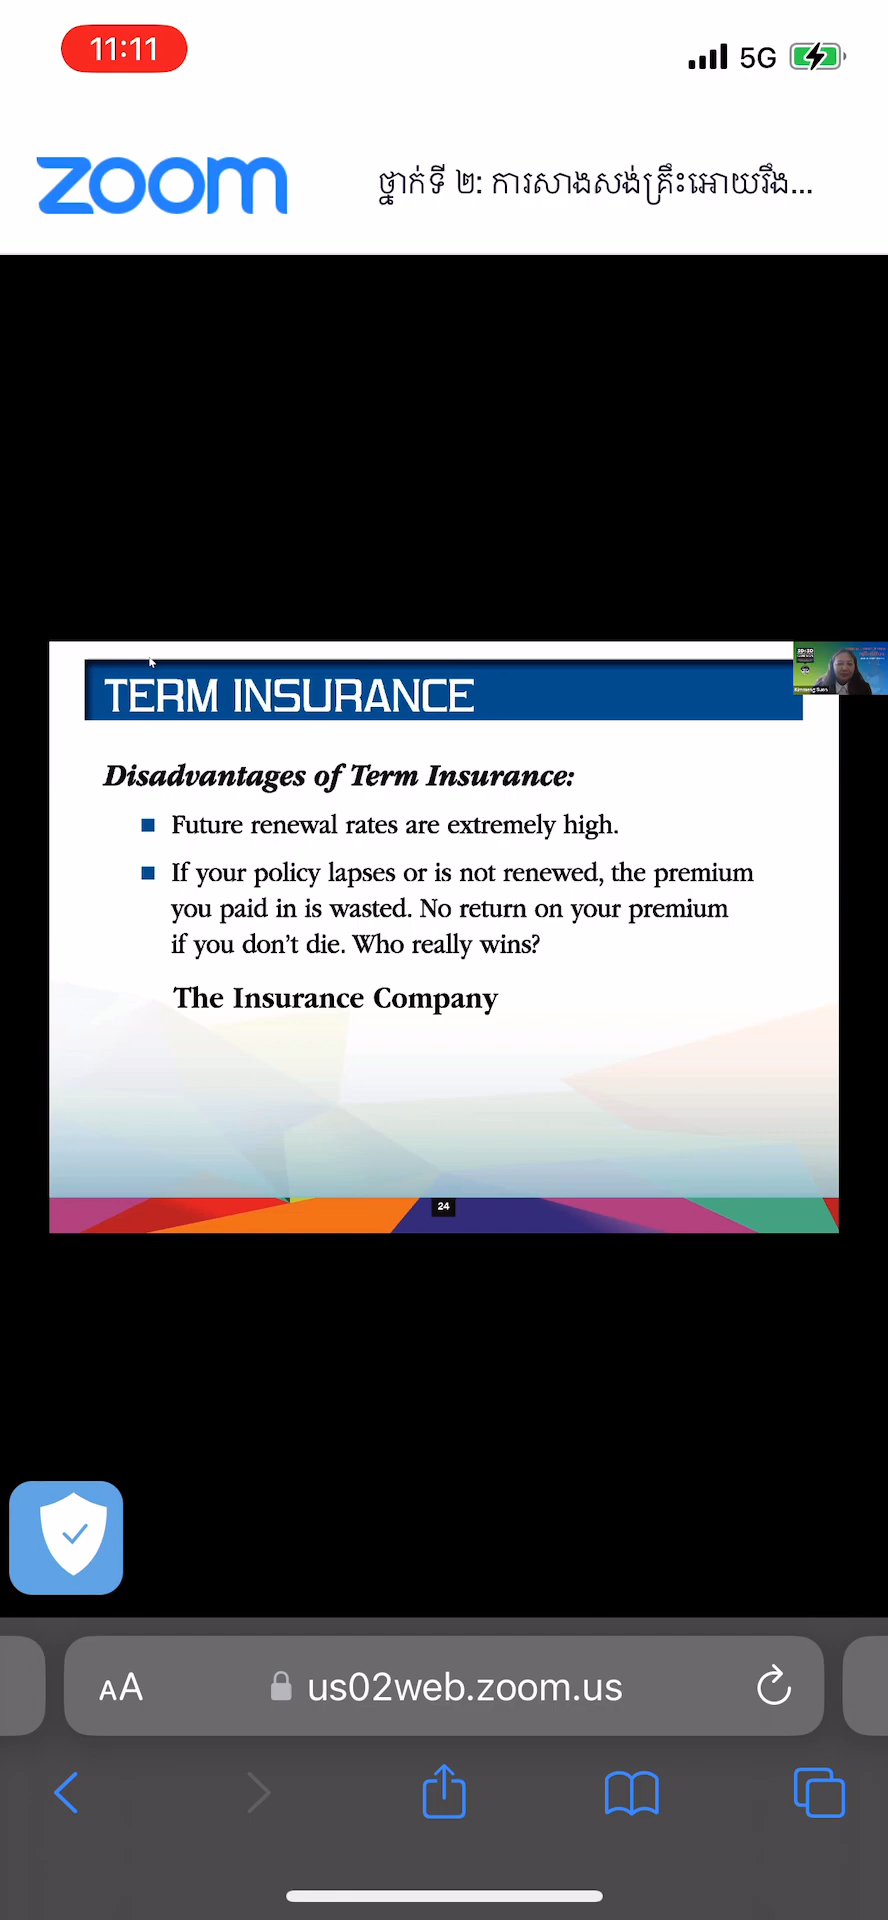 11:11
5G
zoom
ថ្នាក់ទី ២: ការសាងសង់គ្រឹះអោយរឹង...
TERM INSURANCE
Disadvantages of Term Insurance:
Future renewal rates are extremely high.
If your policy lapses or is not renewed, the premium
you paid in is wasted. No return on your premium
if you don't die. Who really wins?
The Insurance Company
24
AA
us02web.zoom.us